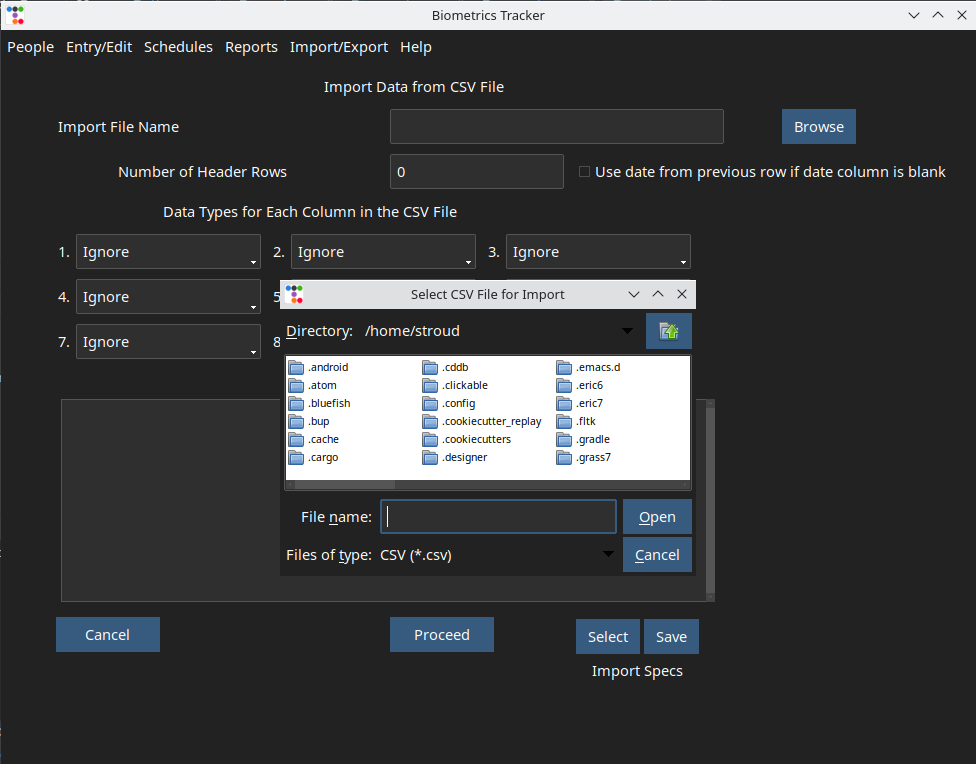 Biometrics Tracker
People Entry/Edit Schedules Reports Import/Export Help
Import Data from CSV File
Import File Name
Browse
Number of Header Rows 0 Use date from previous row if date column is blank
Data Types for Each Column in the CSV File
1. Ignore 2. Ignore 3. Ignore
4. Ignore 5
7. Ignore 8
Select CSV File for Import
Directory: /home/stroud
.android .cddb .emacs.d
.atom .clickable .eric6
.bluefish .config .eric7
.bup .cookiecutter_replay .fltk
.cache .cookiecutters .gradle
.cargo .designer .grass7
File name: Open
Files of type: CSV (*.csv) Cancel
Cancel Proceed Select Save
Import Specs